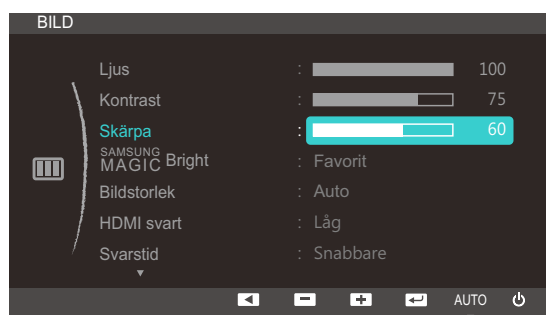 BILD
Ljus : 100
Kontrast : 75
Skärpa : 60
SAMSUNG MAGIC Bright : Favorit
Bildstorlek : Auto
HDMI svart : Låg
Svarstid : Snabbare
AUTO